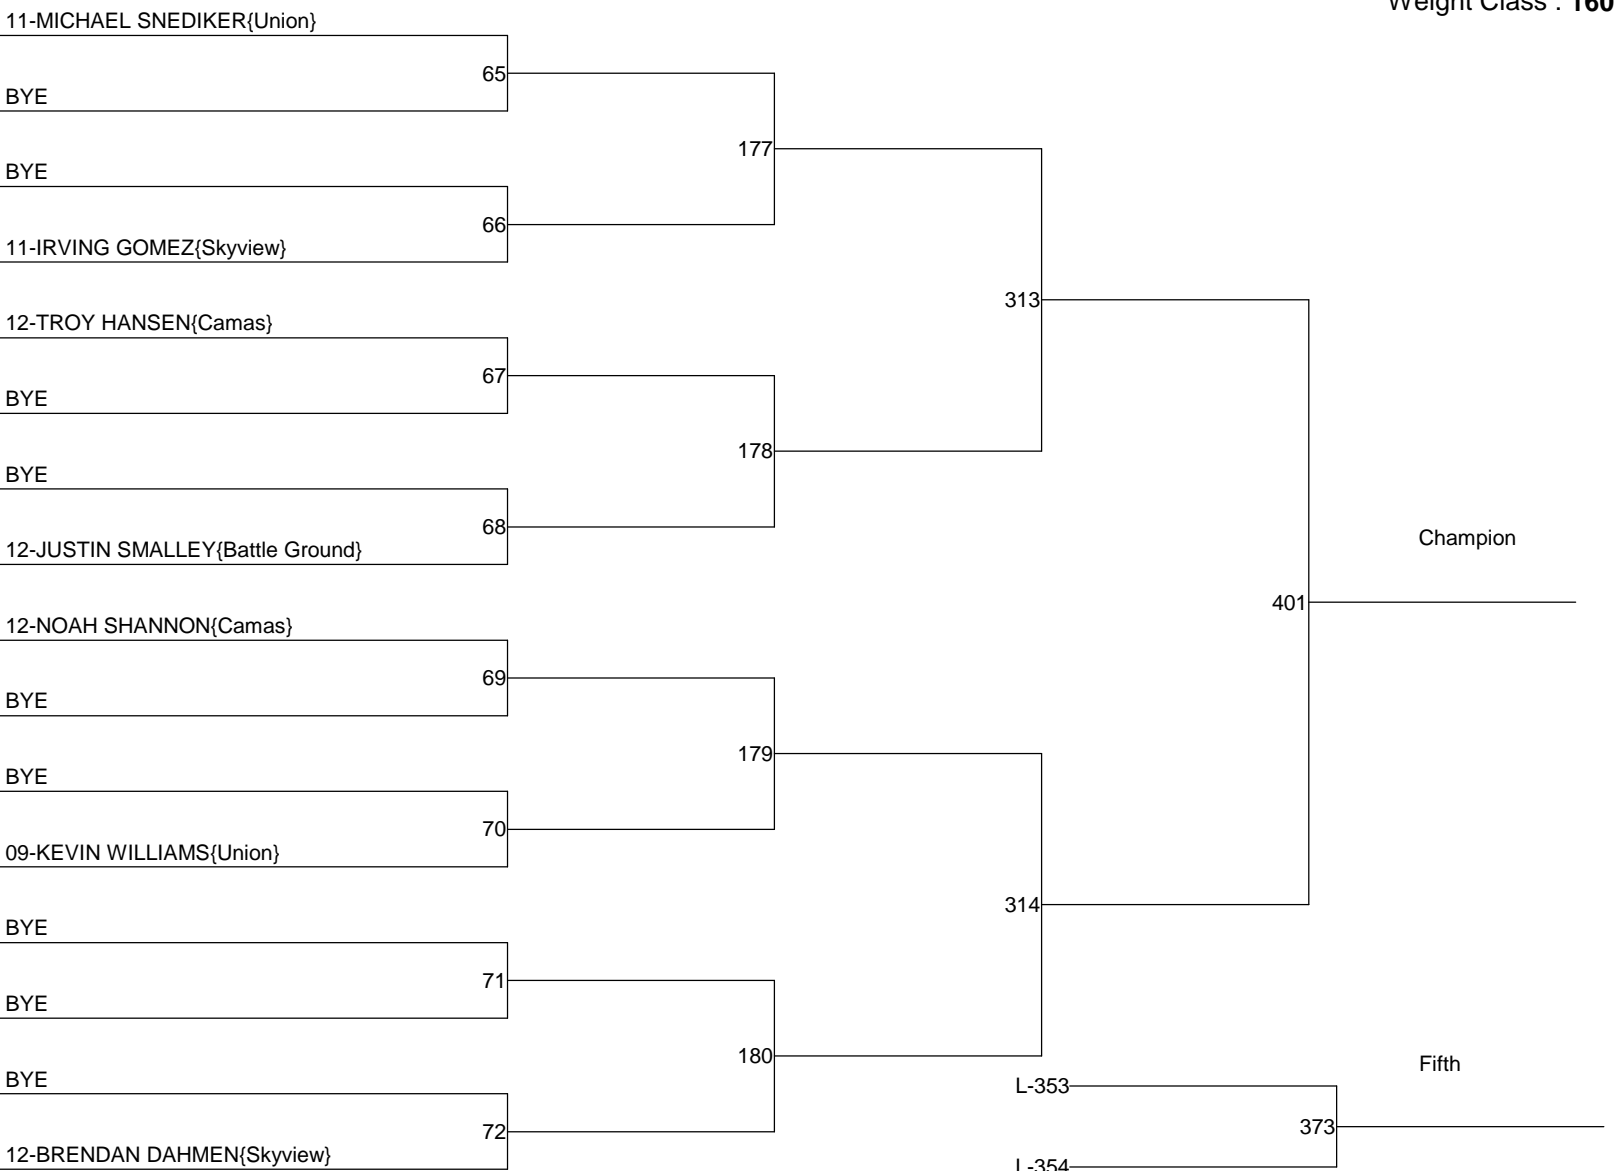 Weight Class : 160
11-MICHAEL SNEDIKER{Union}
65
BYE
177
BYE
66
11-IRVING GOMEZ{Skyview}
313
12-TROY HANSEN{Camas}
67
BYE
178
BYE
68
12-JUSTIN SMALLEY{Battle Ground}
Champion
401
12-NOAH SHANNON{Camas}
69
BYE
179
BYE
70
09-KEVIN WILLIAMS{Union}
314
BYE
71
BYE
180
Fifth
BYE
L-353
373
72
12-BRENDAN DAHMEN{Skyview}
L-354